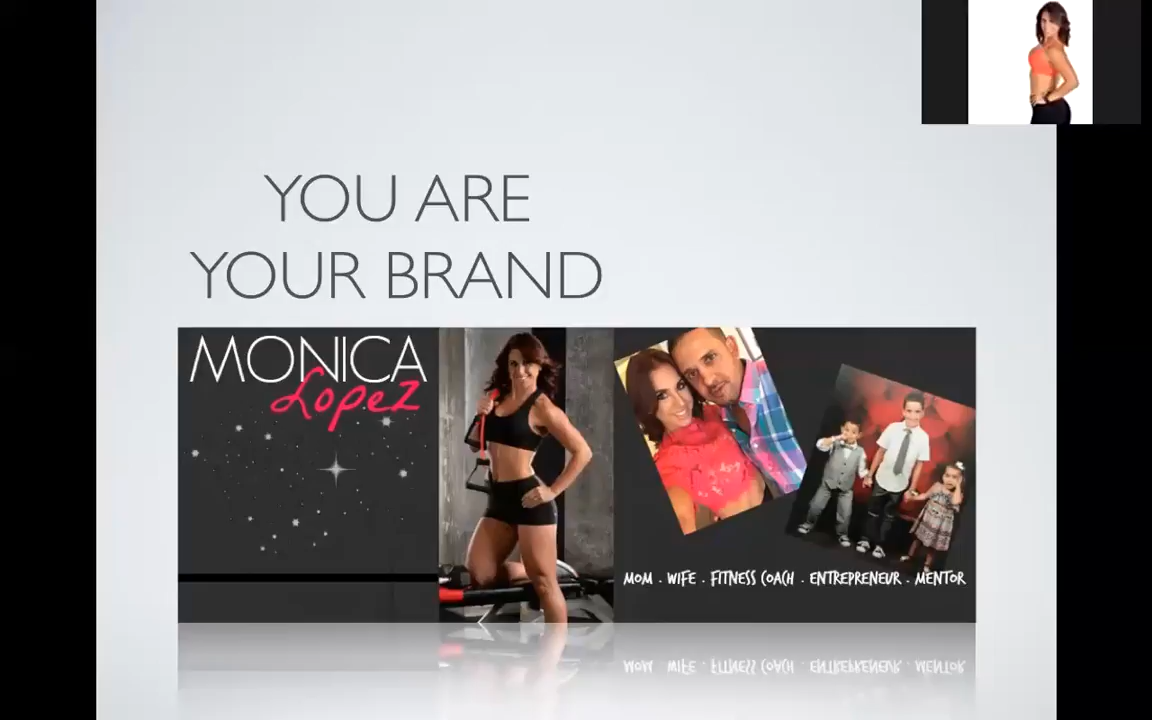 YOU ARE
YOUR BRAND
MONICA
Lopez
MOM . WIFE . FITNESS COACH . ENTREPRENEUR . MENTOR